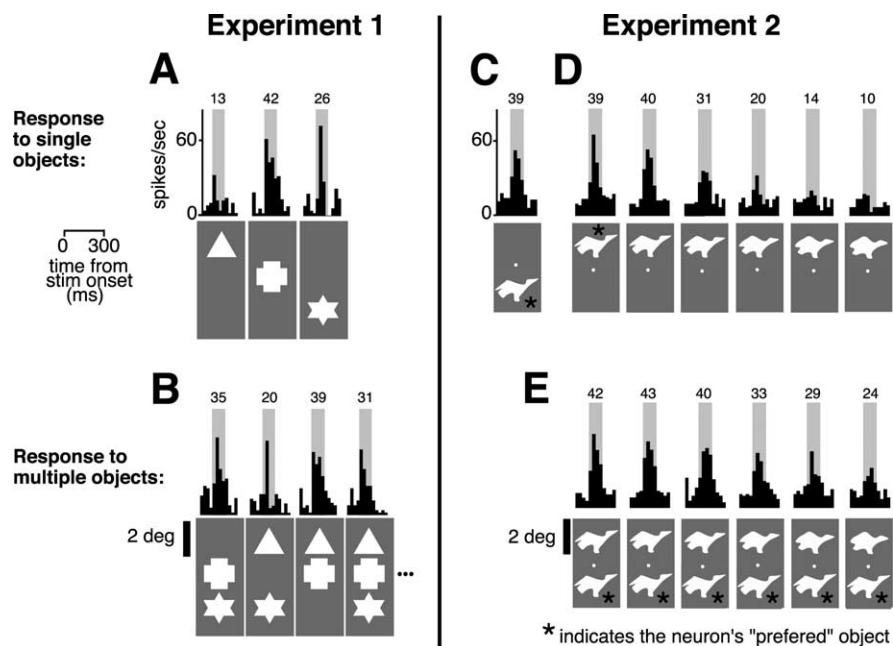 Experiment 1
Experiment 2
A
C
D
Response
to single
objects:
13 42 26
39
39 40 31 20 14 10
spikes/sec
60
0
60
0
0 300
time from
stim onset
(ms)
*
*
B
E
Response to
multiple objects:
35 20 39 31
42 43 40 33 29 24
2 deg
2 deg
...
* * * * * *
* indicates the neuron's "prefered" object